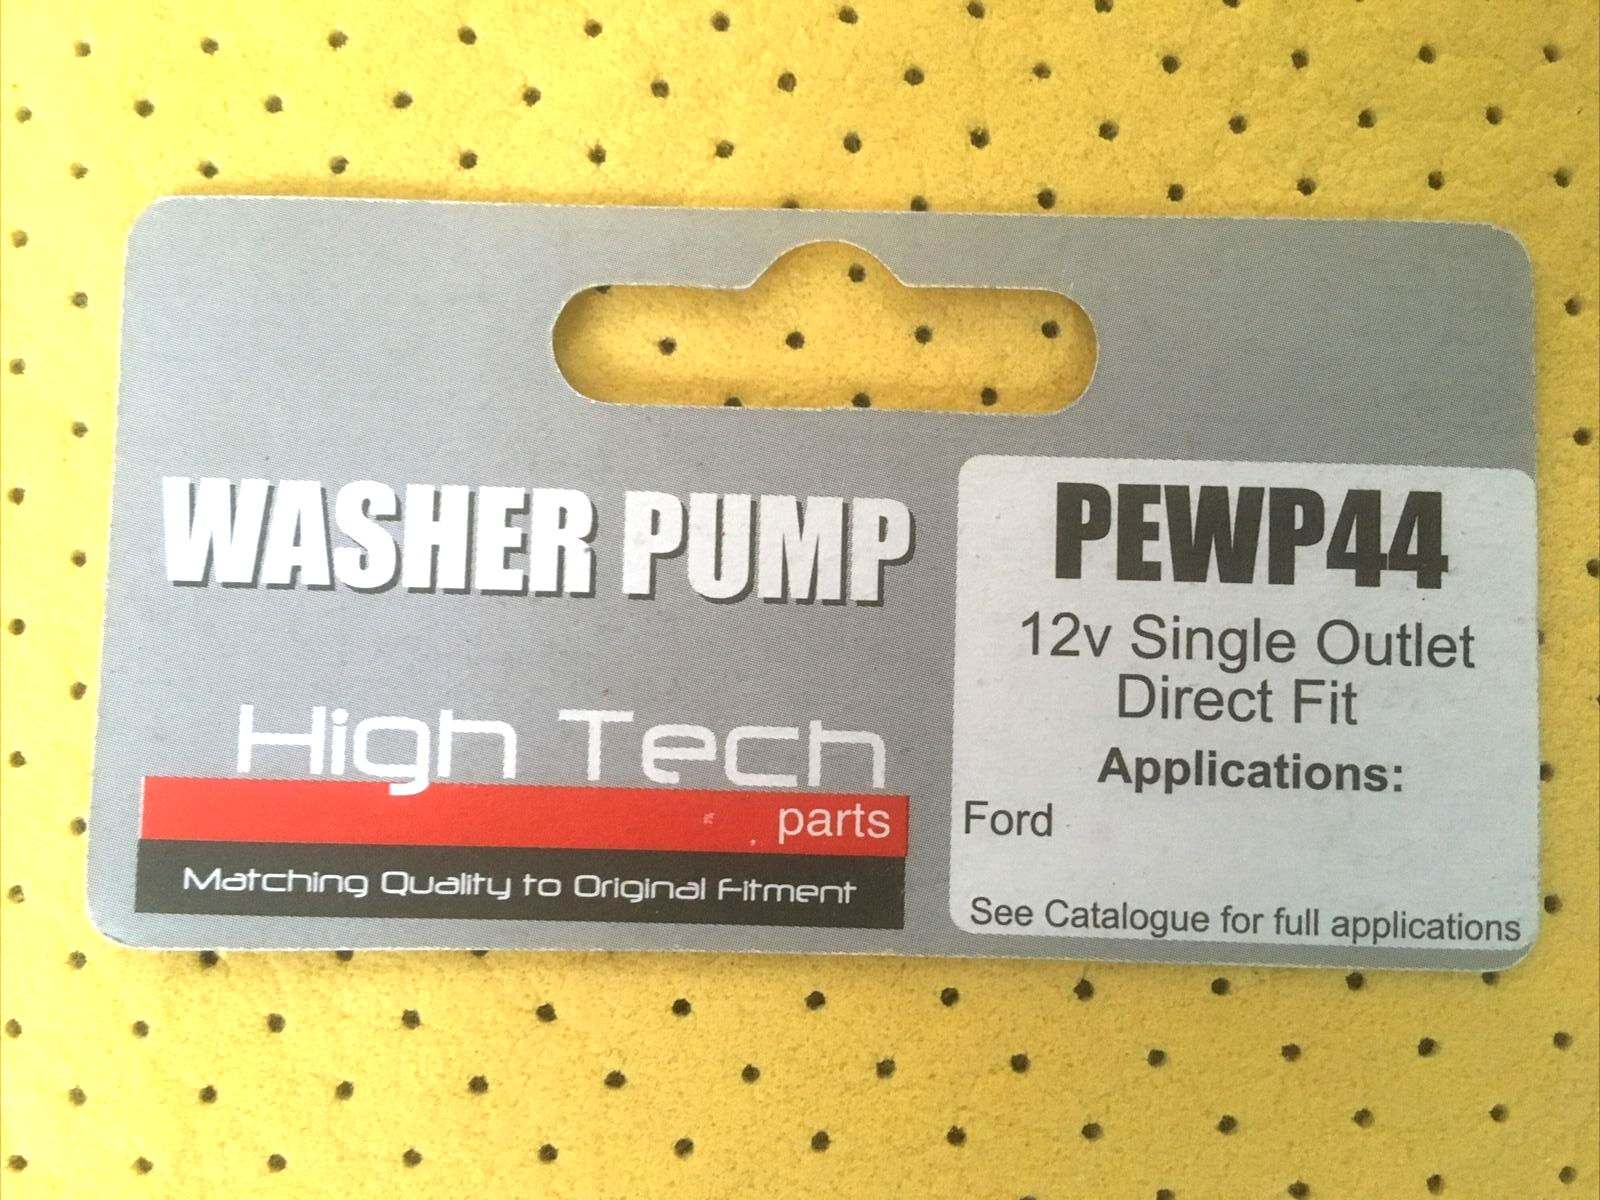 WASHER PUMP
High Tech
parts
Matching Quality to Original Fitment
PEWP44
12v Single Outlet
Direct Fit
Applications:
Ford
See Catalogue for full applications